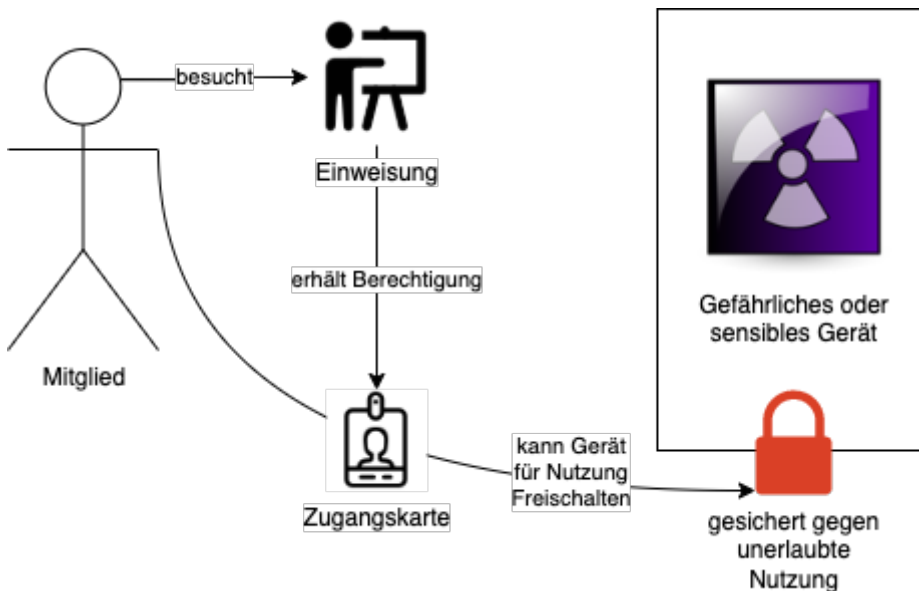 besucht
Einweisung
erhält Berechtigung
Mitglied
Zugangskarte
kann Gerät
für Nutzung
Freischalten
Gefährliches oder
sensibles Gerät
gesichert gegen
unerlaubte
Nutzung